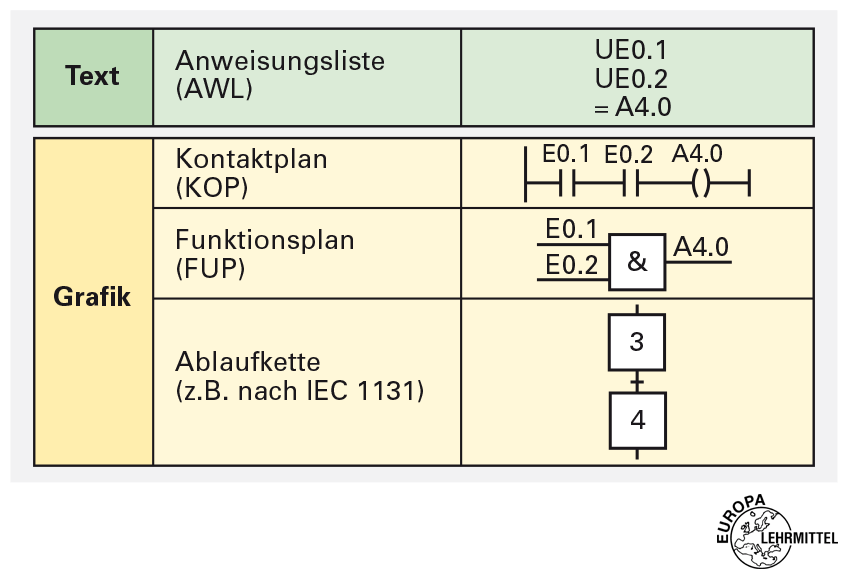 Text
Anweisungsliste
(AWL)
UE0.1
UE0.2
= A4.0
Grafik
Kontaktplan
(KOP)
E0.1 E0.2 A4.0
Funktionsplan
(FUP)
E0.1
E0.2
&
A4.0
Ablaufkette
(z.B. nach IEC 1131)
3
4
EUROPA
LEHRMITTEL